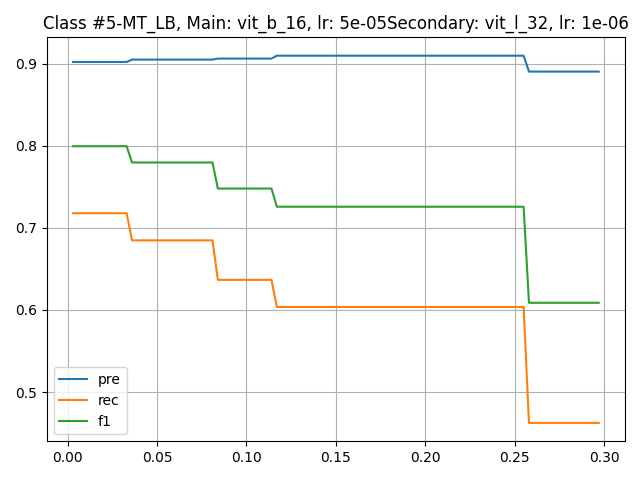 Class #5-MT_LB, Main: vit_b_16, lr: 5e-05Secondary: vit_l_32, lr: 1e-06
0.9
0.8
0.7
0.6
0.5
pre
rec
f1
0.00 0.05 0.10 0.15 0.20 0.25 0.30